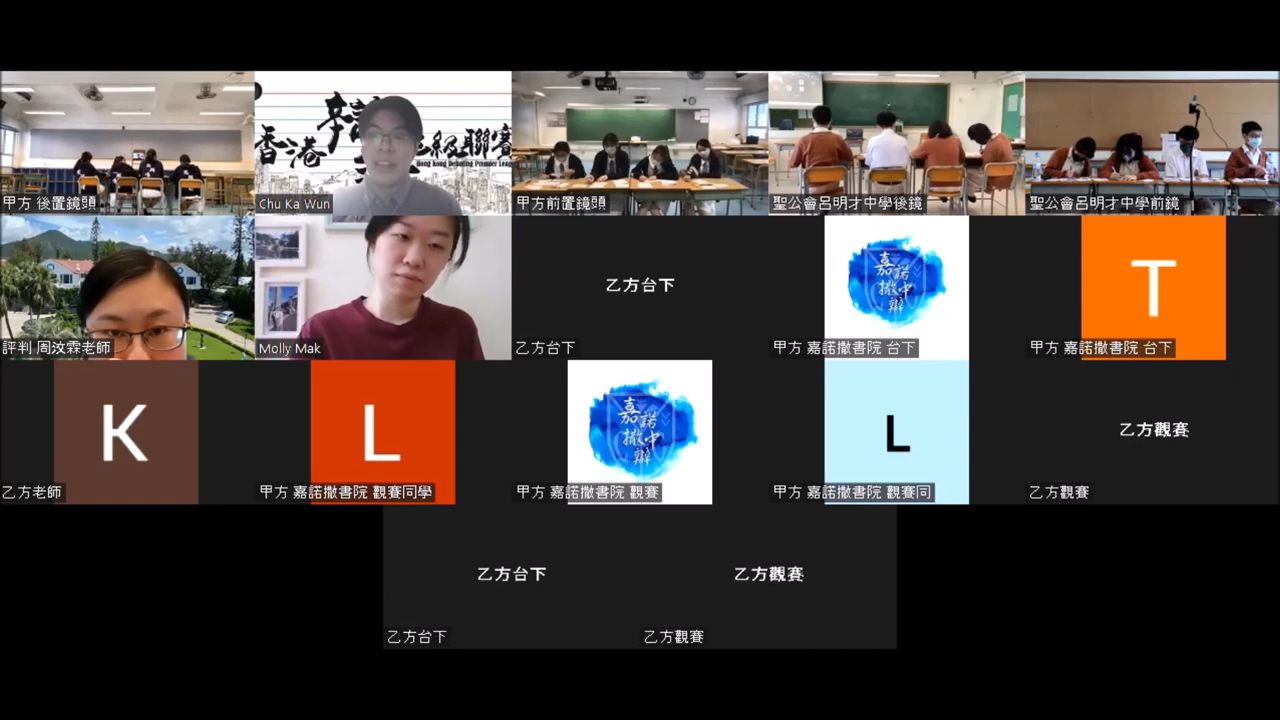 甲方 後置鏡頭
香港
辛論
超級聯賽
Hong Kong Debating Premier League
Chu Ka Wun
甲方前置鏡頭
聖公會呂明才中學後鏡
聖公會呂明才中學前鏡
評判 周汶霖老師
Molly Mak
乙方台下
乙方台下
嘉諾
撒中
辯
甲方 嘉諾撒書院 台下
T
甲方 嘉諾撒書院 台下
K
乙方老師
L
甲方 嘉諾撒書院 觀賽同學
嘉諾
撒中
辯
甲方 嘉諾撒書院 觀賽
L
甲方 嘉諾撒書院 觀賽同
乙方觀賽
乙方觀賽
乙方台下
乙方台下
乙方觀賽
乙方觀賽